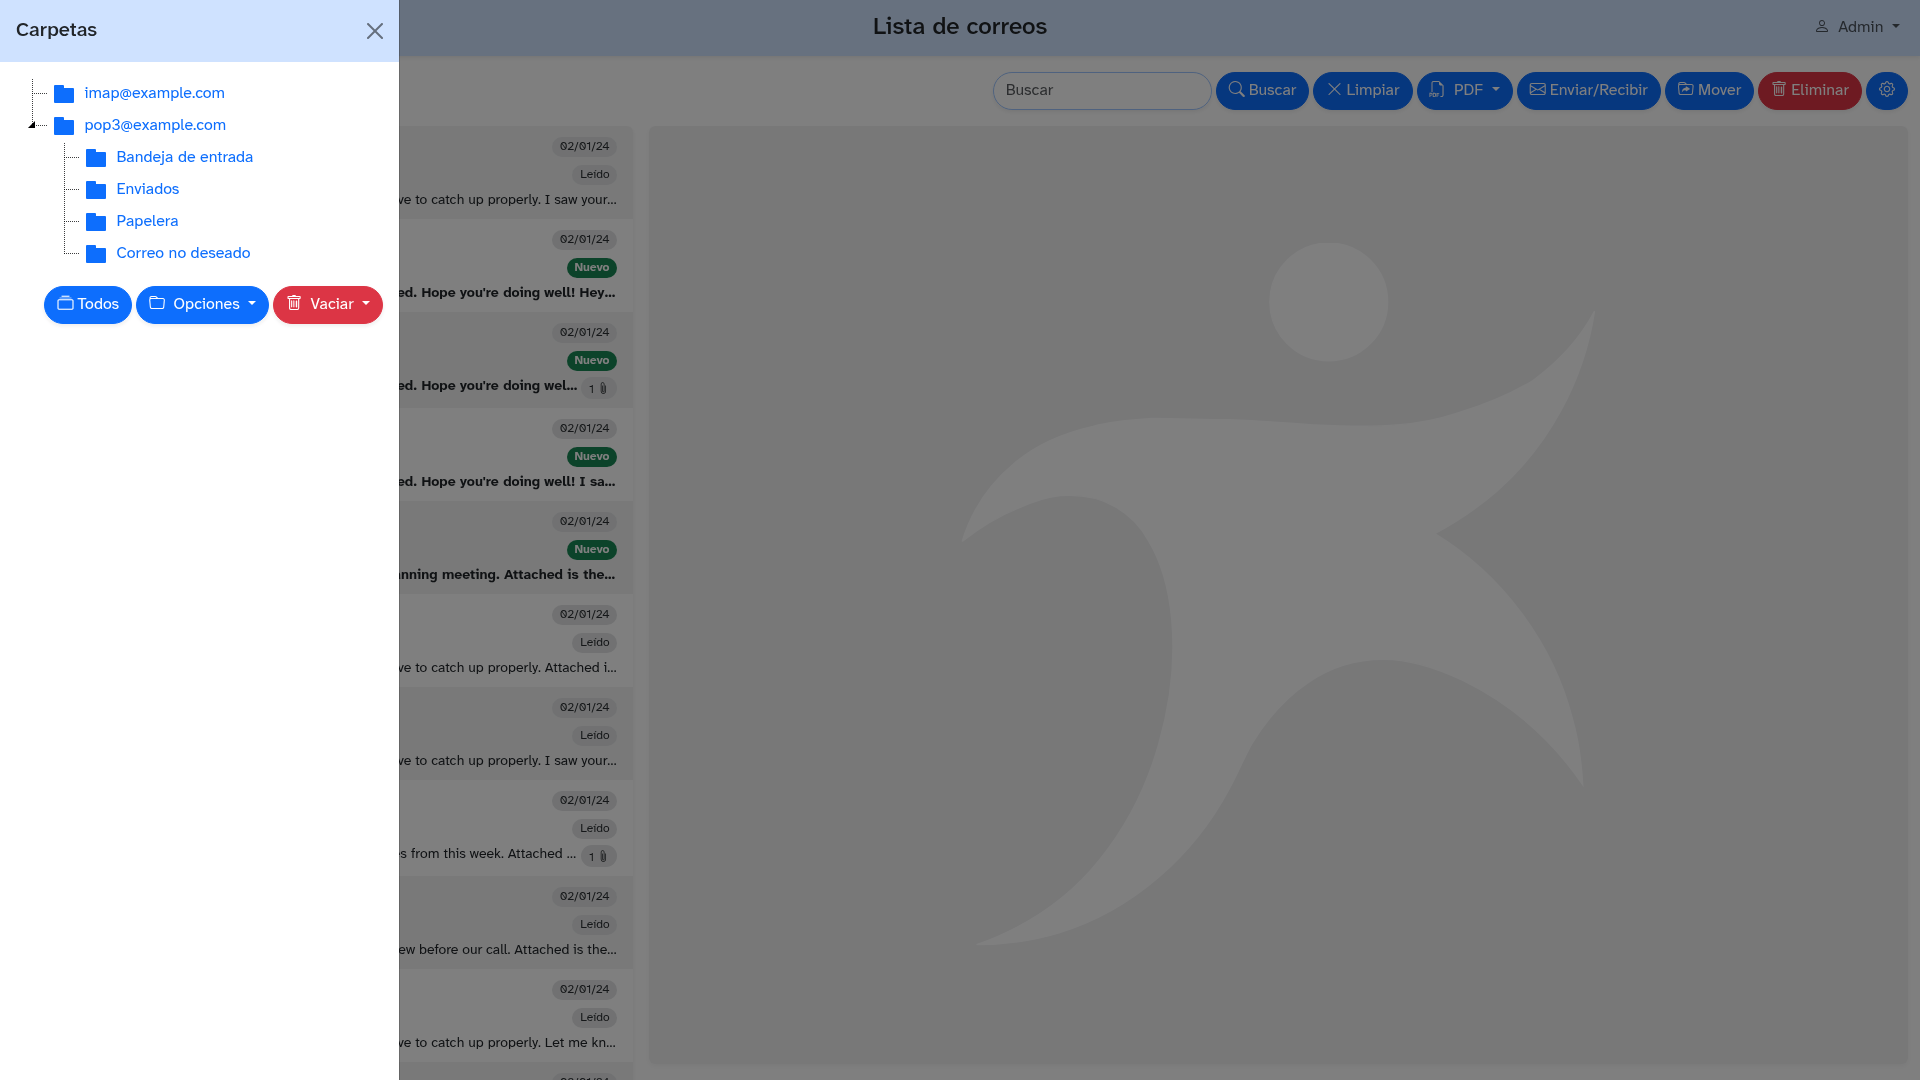 Carpetas
Lista de correos
Admin
imap@example.com
pop3@example.com
Bandeja de entrada
Enviados
Papelera
Correo no deseado
Todos
Opciones
Vaciar
Buscar
Buscar
Limpiar
PDF
Enviar/Recibir
Mover
Eliminar
02/01/24
Leído
ve to catch up properly. I saw your...
02/01/24
Nuevo
ed. Hope you're doing well! Hey...
02/01/24
Nuevo
ed. Hope you're doing wel... 1
02/01/24
Nuevo
ed. Hope you're doing well! I sa...
02/01/24
Nuevo
anning meeting. Attached is the...
02/01/24
Leído
ve to catch up properly. Attached i...
02/01/24
Leído
ve to catch up properly. I saw your...
02/01/24
Leído
s from this week. Attached ... 1
02/01/24
Leído
ew before our call. Attached is the...
02/01/24
Leído
ve to catch up properly. Let me kn...